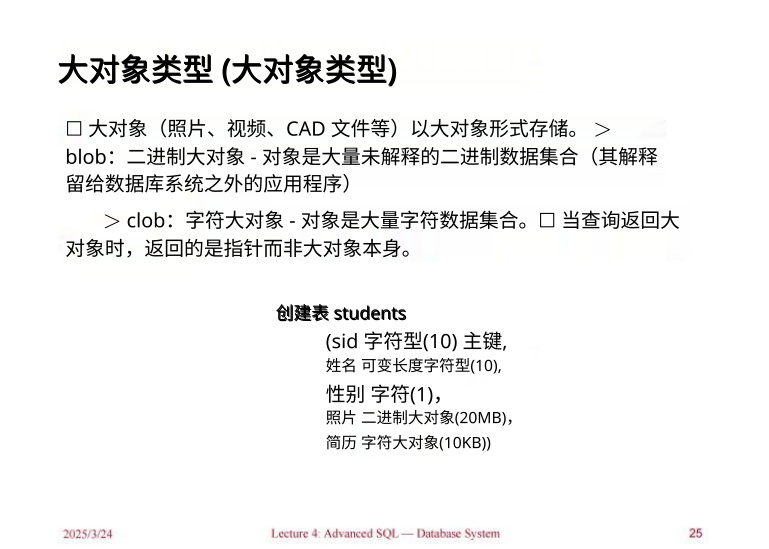 大对象类型 (大对象类型)
☐ 大对象（照片、视频、CAD 文件等）以大对象形式存储。 ＞
blob：二进制大对象 - 对象是大量未解释的二进制数据集合（其解释
留给数据库系统之外的应用程序）
＞ clob：字符大对象 - 对象是大量字符数据集合。☐ 当查询返回大
对象时，返回的是指针而非大对象本身。
创建表 students
(sid 字符型(10) 主键,
姓名 可变长度字符型(10),
性别 字符(1)，
照片 二进制大对象(20MB)，
简历 字符大对象(10KB))
2025/3/24 Lecture 4: Advanced SQL — Database System 25